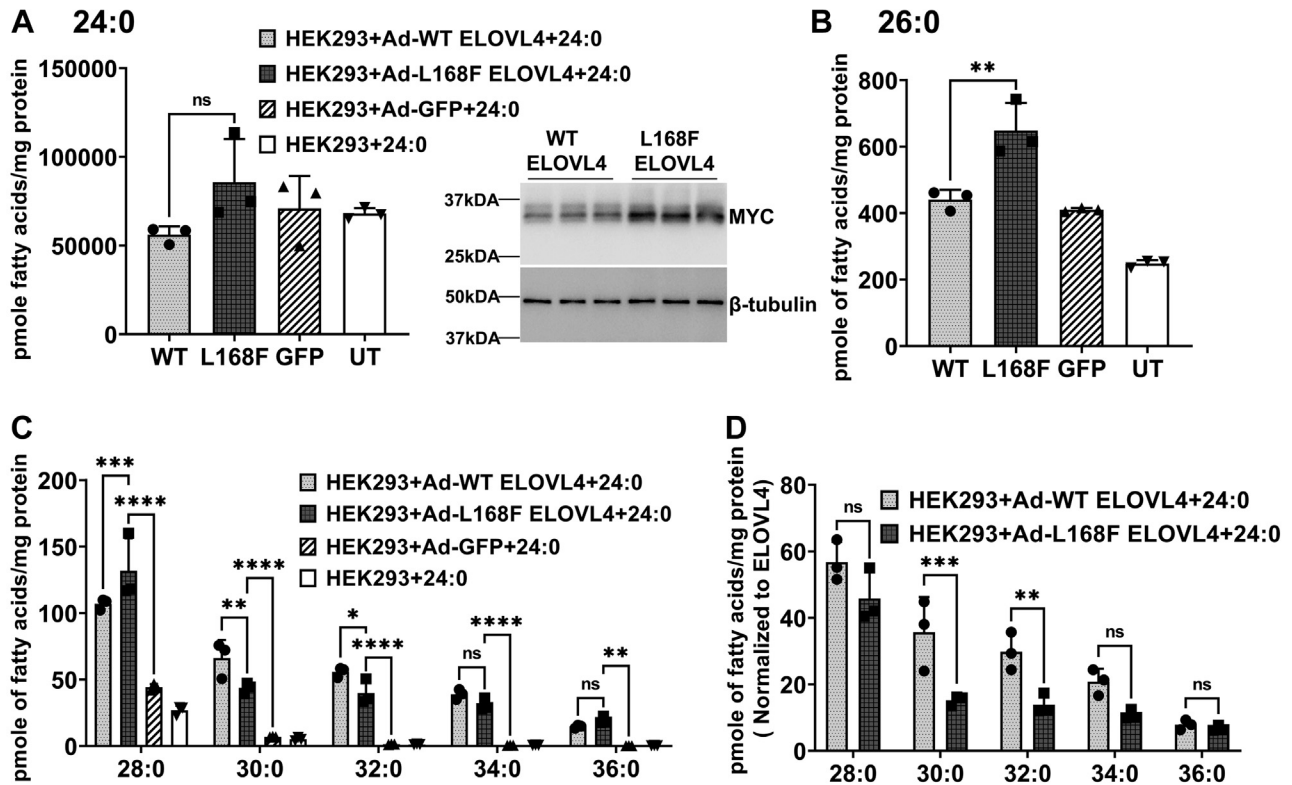 A 24:0
HEK293+Ad-WT ELOVL4+24:0
HEK293+Ad-L168F ELOVL4+24:0
HEK293+Ad-GFP+24:0
HEK293+24:0
pmole fatty acids/mg protein
150000
100000
50000
0
ns
WT L168F GFP UT
WT ELOVL4
L168F ELOVL4
37kDA
MYC
25kDA
50kDA
β-tubulin
37kDA
B 26:0
pmole of fatty acids/mg protein
800
600
400
200
0
**
WT L168F GFP UT
C
pmole of fatty acids/mg protein
200
150
100
50
0
HEK293+Ad-WT ELOVL4+24:0
HEK293+Ad-L168F ELOVL4+24:0
HEK293+Ad-GFP+24:0
HEK293+24:0
***
****
**
****
*
****
ns
****
ns
**
28:0 30:0 32:0 34:0 36:0
D
pmole of fatty acids/mg protein
( Normalized to ELOVL4)
80
60
40
20
0
HEK293+Ad-WT ELOVL4+24:0
HEK293+Ad-L168F ELOVL4+24:0
ns
***
**
ns
ns
28:0 30:0 32:0 34:0 36:0